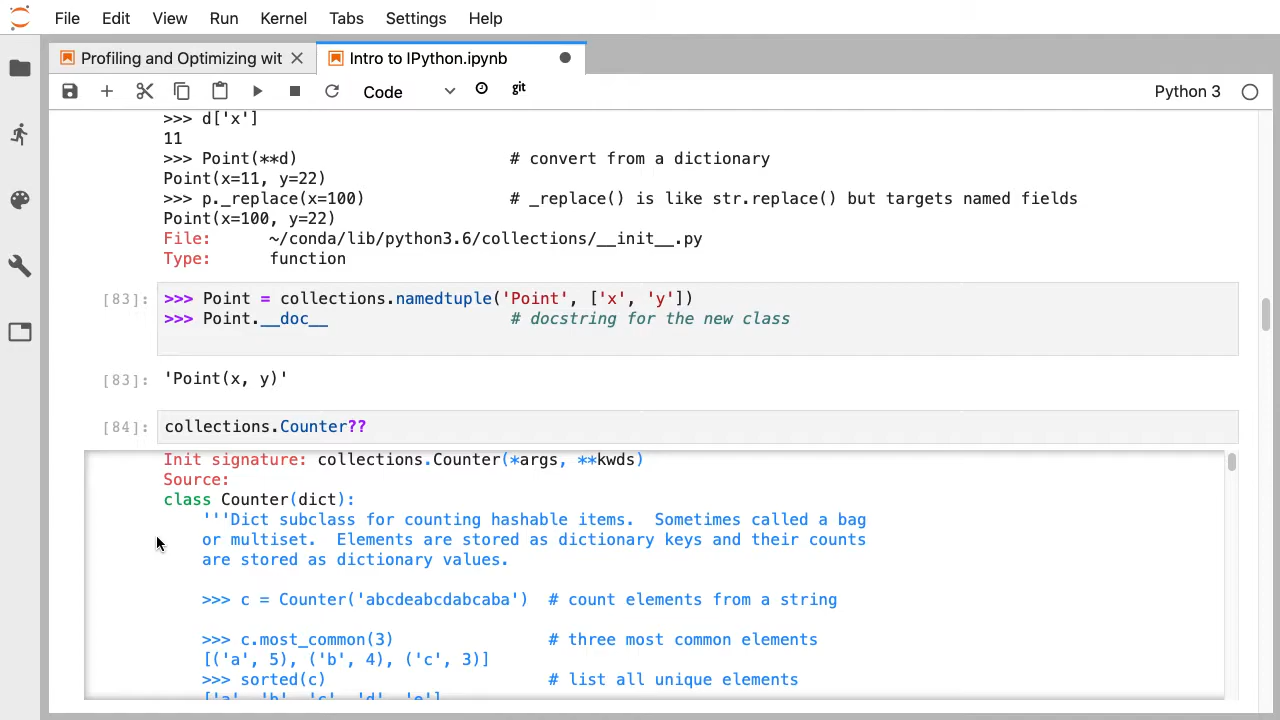 File Edit View Run Kernel Tabs Settings Help
Profiling and Optimizing wit
Intro to IPython.ipynb
Code
git
Python 3
>>> d['x']
11
>>> Point(**d) # convert from a dictionary
Point(x=11, y=22)
>>> p._replace(x=100) # _replace() is like str.replace() but targets named fields
Point(x=100, y=22)
File: ~/conda/lib/python3.6/collections/__init__.py
Type: function
[83]: >>> Point = collections.namedtuple('Point', ['x', 'y'])
>>> Point.__doc__ # docstring for the new class
[83]: 'Point(x, y)'
[84]: collections.Counter??
Init signature: collections.Counter(*args, **kwds)
Source:
class Counter(dict):
'''Dict subclass for counting hashable items.  Sometimes called a bag
or multiset.  Elements are stored as dictionary keys and their counts
are stored as dictionary values.
>>> c = Counter('abcdeabcdabcaba') # count elements from a string
>>> c.most_common(3) # three most common elements
[('a', 5), ('b', 4), ('c', 3)]
>>> sorted(c) # list all unique elements
['a', 'b', 'c', 'd', 'e']